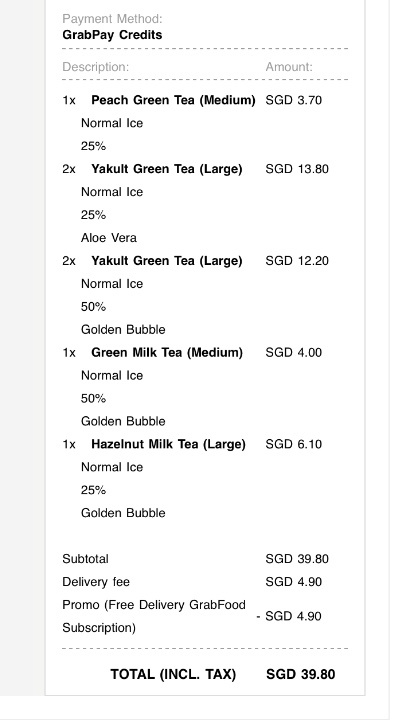 Payment Method:
GrabPay Credits
Description: Amount:
1x Peach Green Tea (Medium) SGD 3.70
Normal Ice
25%
2x Yakult Green Tea (Large) SGD 13.80
Normal Ice
25%
Aloe Vera
2x Yakult Green Tea (Large) SGD 12.20
Normal Ice
50%
Golden Bubble
1x Green Milk Tea (Medium) SGD 4.00
Normal Ice
50%
Golden Bubble
1x Hazelnut Milk Tea (Large) SGD 6.10
Normal Ice
25%
Golden Bubble
Subtotal SGD 39.80
Delivery fee SGD 4.90
Promo (Free Delivery GrabFood
Subscription) - SGD 4.90
TOTAL (INCL. TAX) SGD 39.80